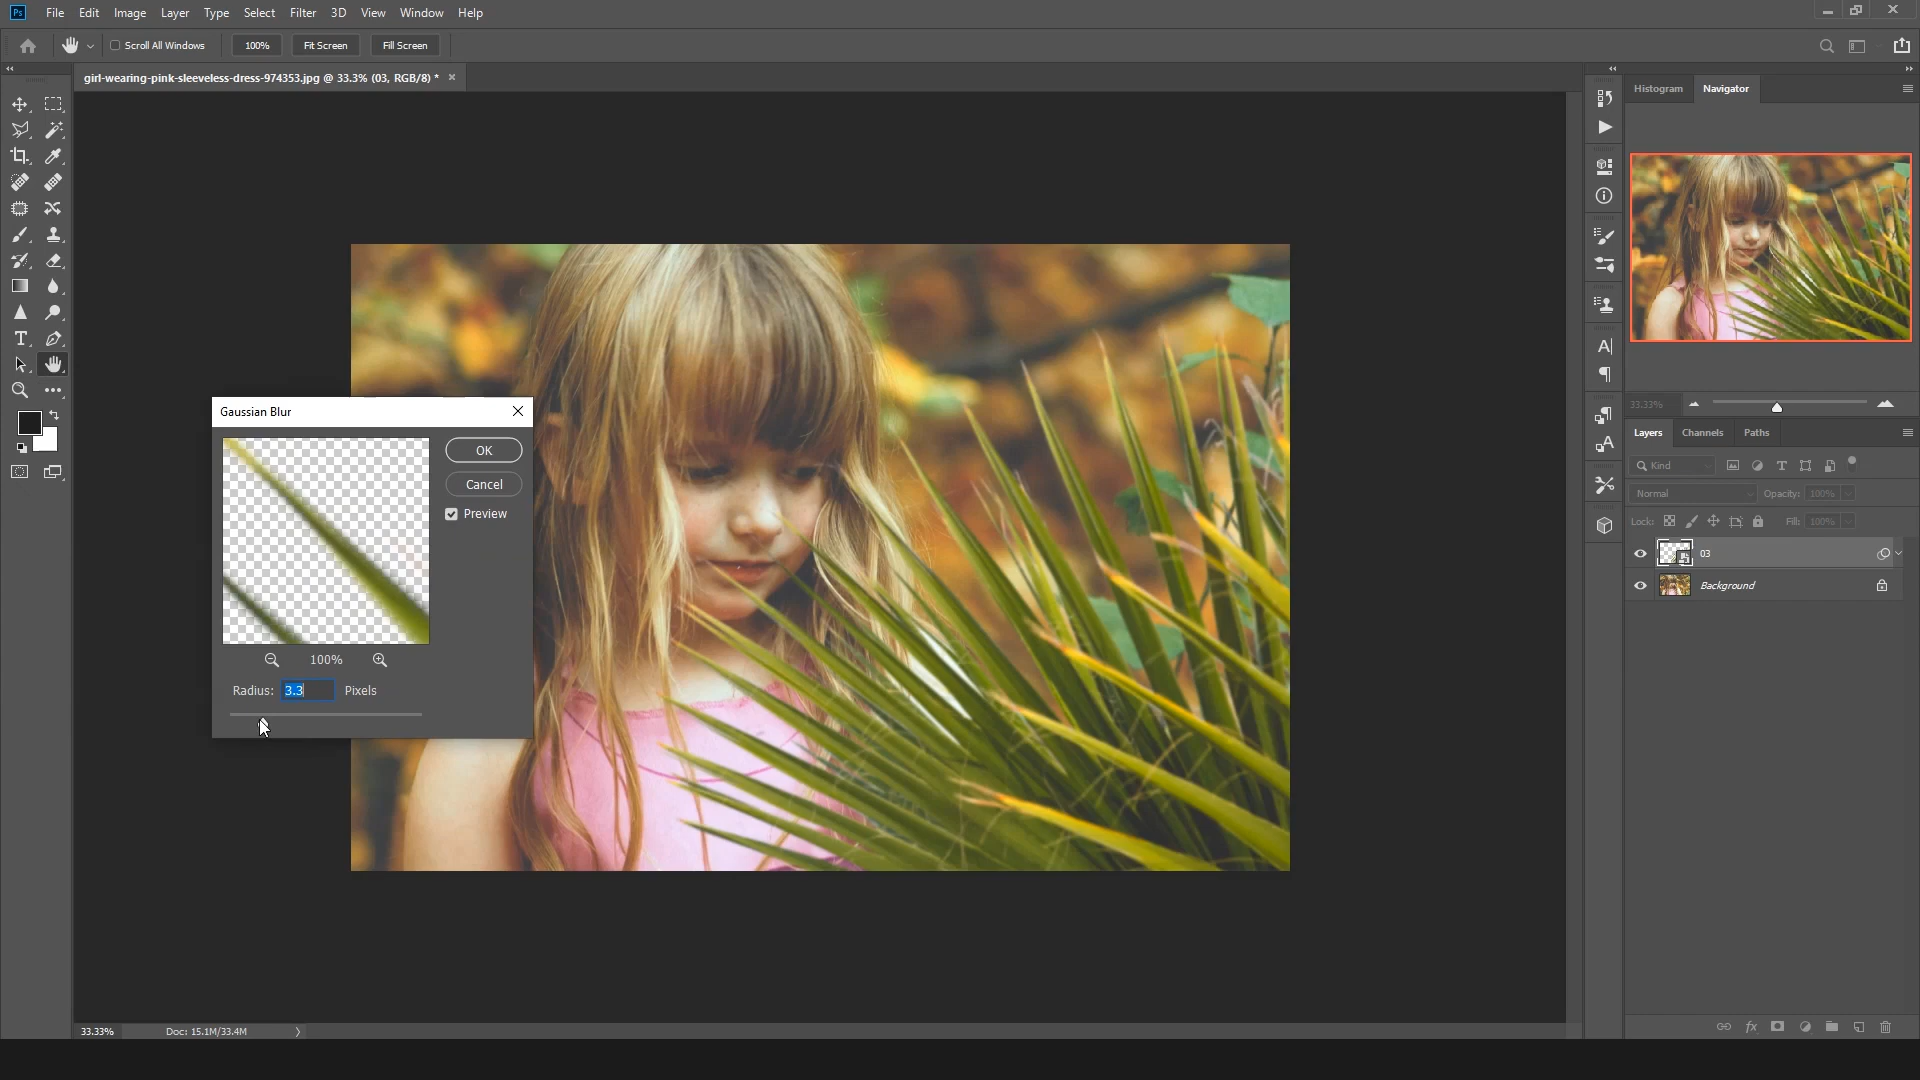 Ps File Edit Image Layer Type Select Filter 3D View Window Help
Scroll All Windows 100% Fit Screen Fill Screen
girl-wearing-pink-sleeveless-dress-974353.jpg @ 33.3% (03, RGB/8) *
Histogram Navigator
33.33%
Gaussian Blur
OK
Cancel
Preview
100%
Radius: 3.3 Pixels
Layers Channels Paths
Kind
Normal Opacity: 100%
Lock: Fill: 100%
03
Background
33.33% Doc: 15.1M/33.4M